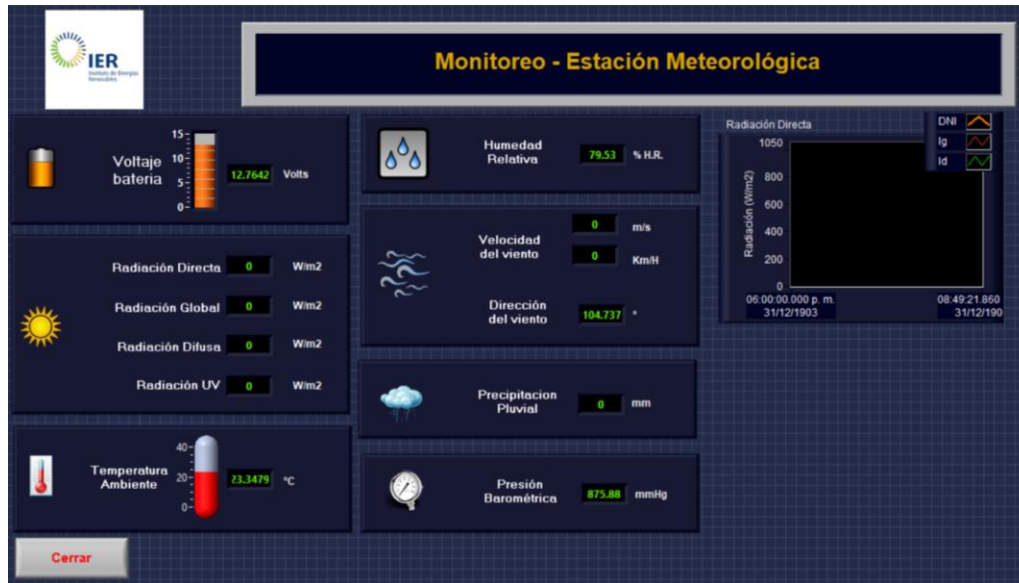 IER
Instituto de Energías
Renovables
Monitoreo - Estación Meteorológica
Voltaje
bateria
15
10
5
0
12.7642 Volts
Radiación Directa 0 W/m2
Radiación Global 0 W/m2
Radiación Difusa 0 W/m2
Radiación UV 0 W/m2
Temperatura
Ambiente
40
20
0
23.3479 °C
Cerrar
Humedad
Relativa
79.53 % H.R.
Velocidad
del viento
0 m/s
0 Km/H
Dirección
del viento
104.737 °
Precipitacion
Pluvial
0 mm
Presión
Barométrica
875.88 mmHg
Radiación Directa
DNI
Ig
Id
Radiación (W/m2)
1050
800
600
400
200
0
06:00:00.000 p. m.
31/12/1903
08:49:21.860
31/12/190